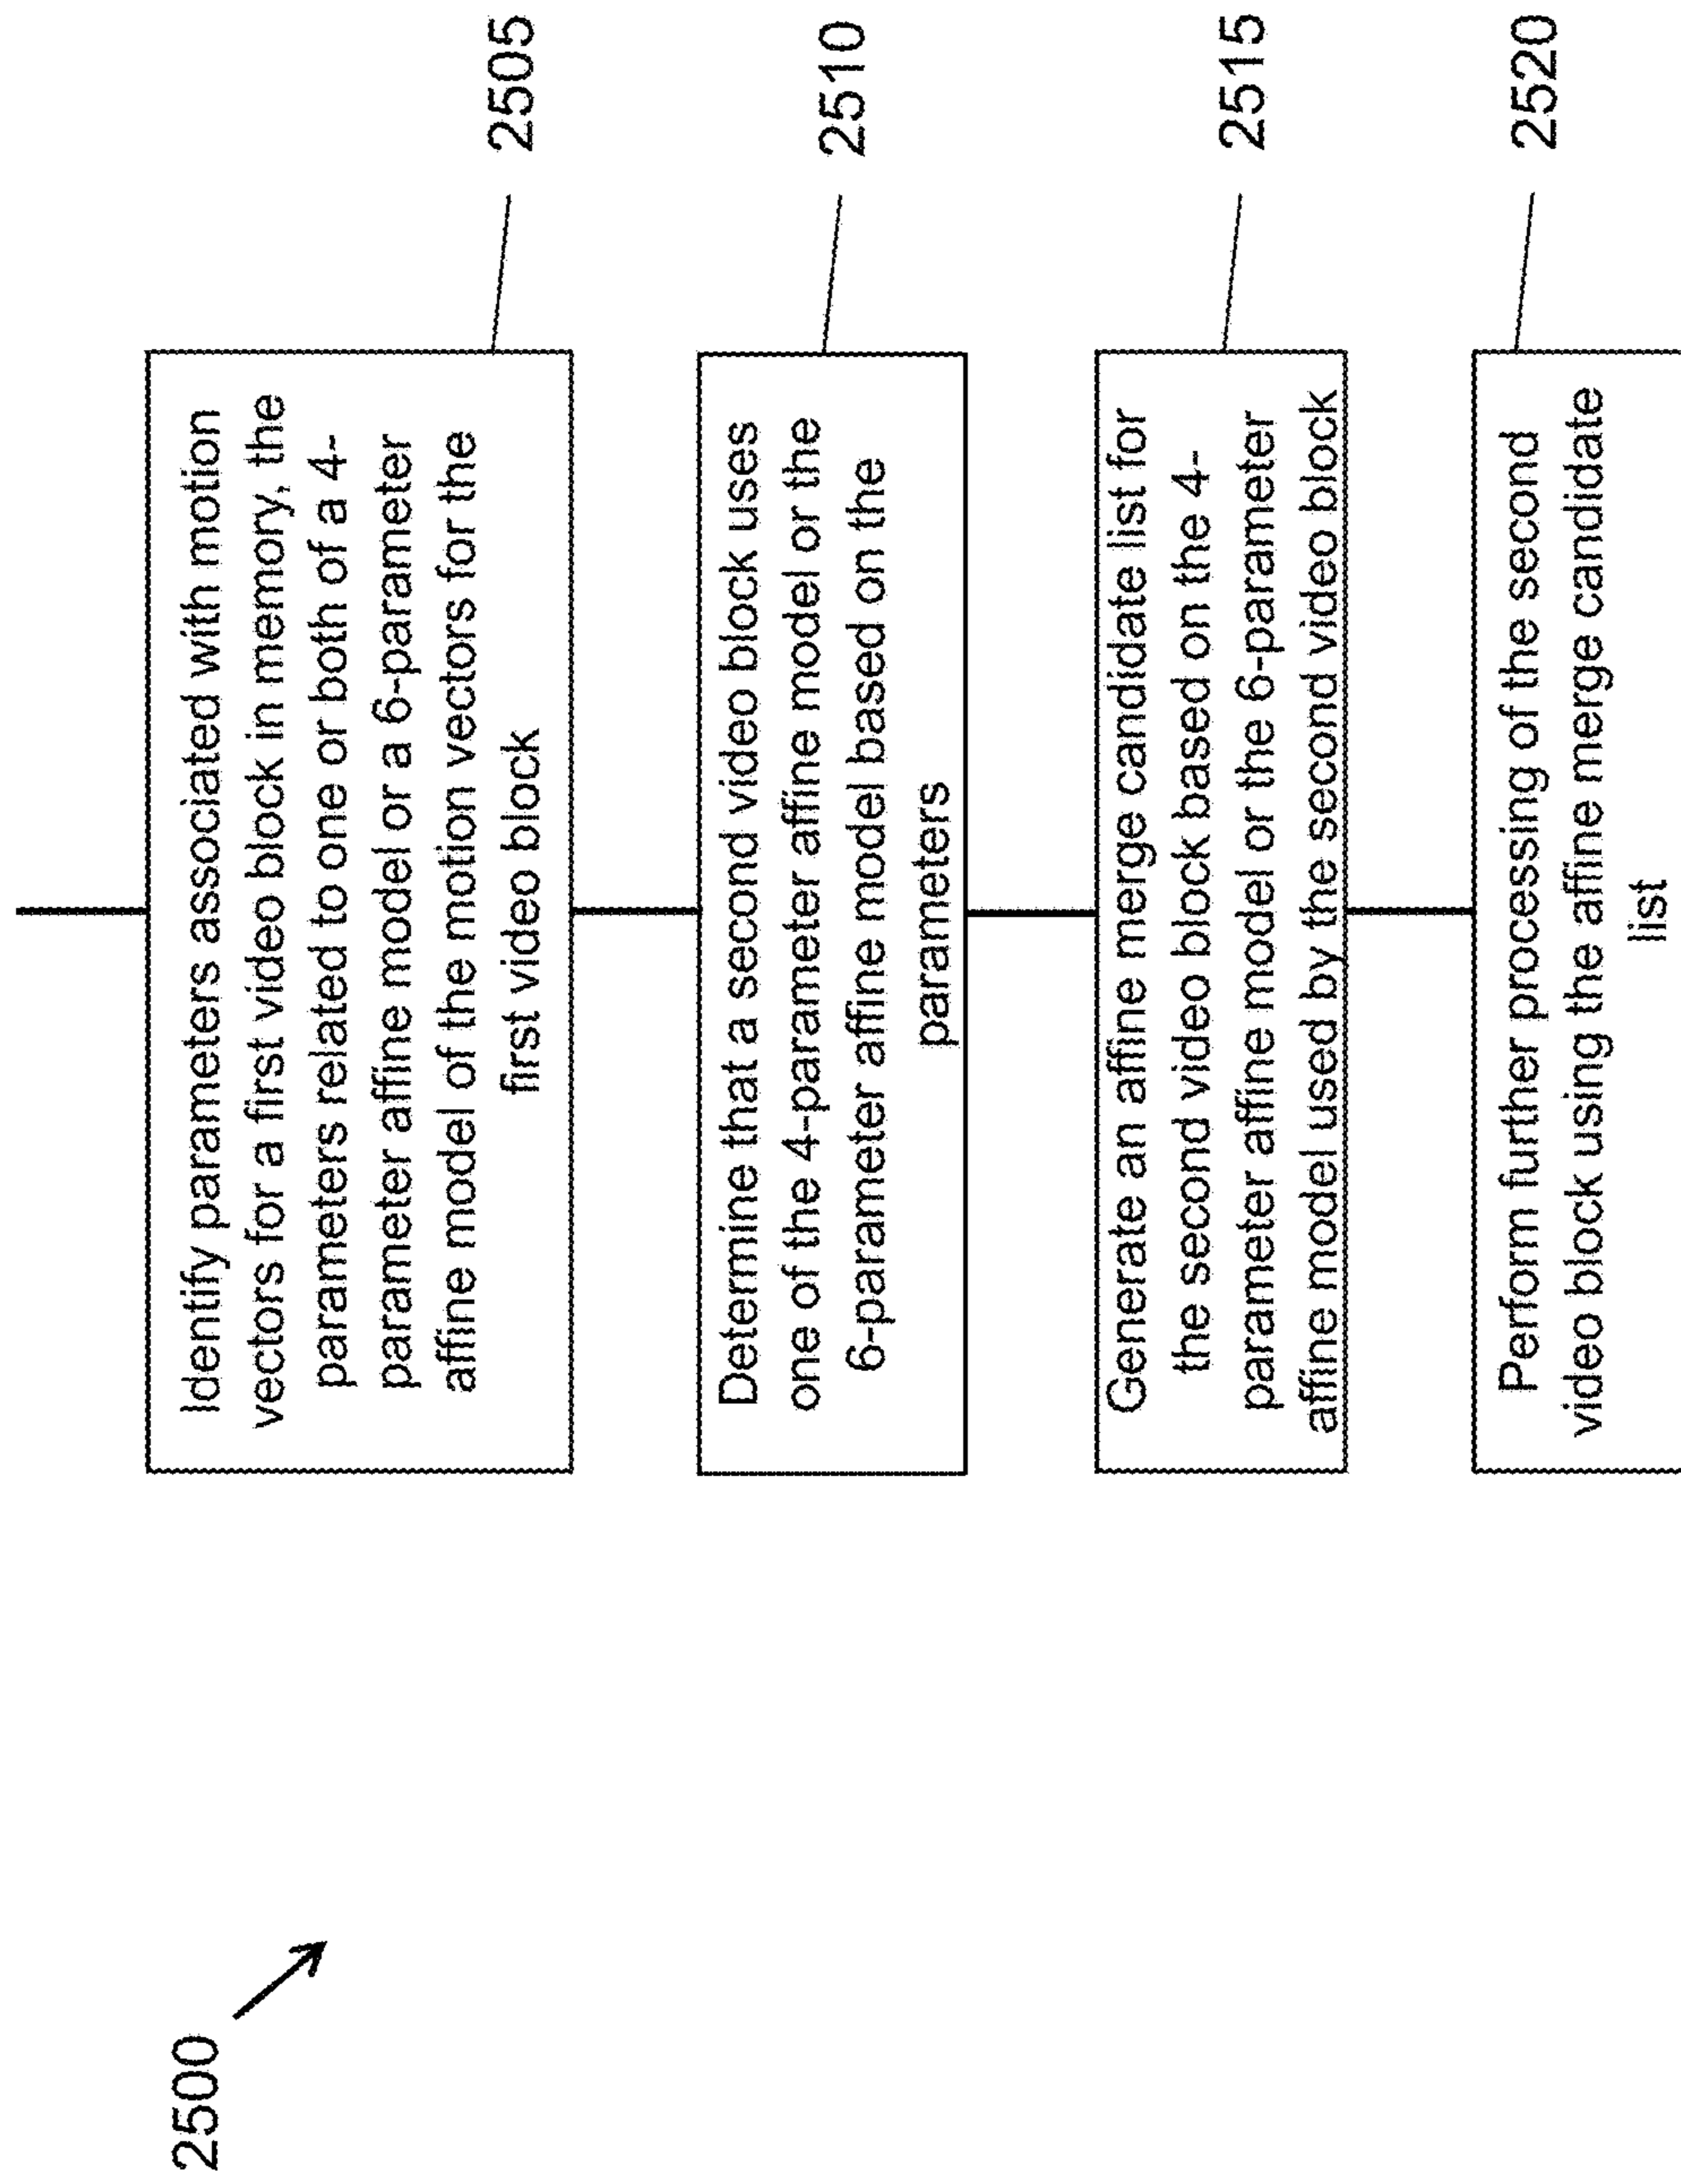 2500
Identify parameters associated with motion
vectors for a first video block in memory, the
parameters related to one or both of a 4-
parameter affine model or a 6-parameter
affine model of the motion vectors for the
first video block
2505
Determine that a second video block uses
one of the 4-parameter affine model or the
6-parameter affine model based on the
parameters
2510
Generate an affine merge candidate list for
the second video block based on the 4-
parameter affine model or the 6-parameter
affine model used by the second video block
2515
Perform further processing of the second
video block using the affine merge candidate
list
2520